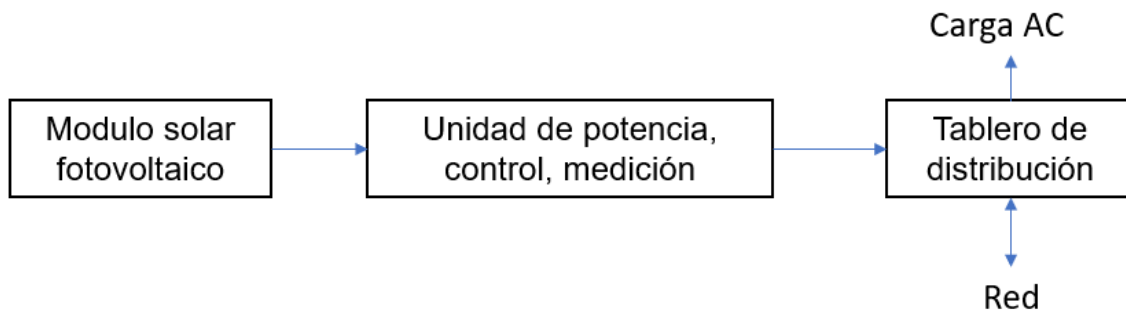 Carga AC
Modulo solar
fotovoltaico
Unidad de potencia,
control, medición
Tablero de
distribución
Red